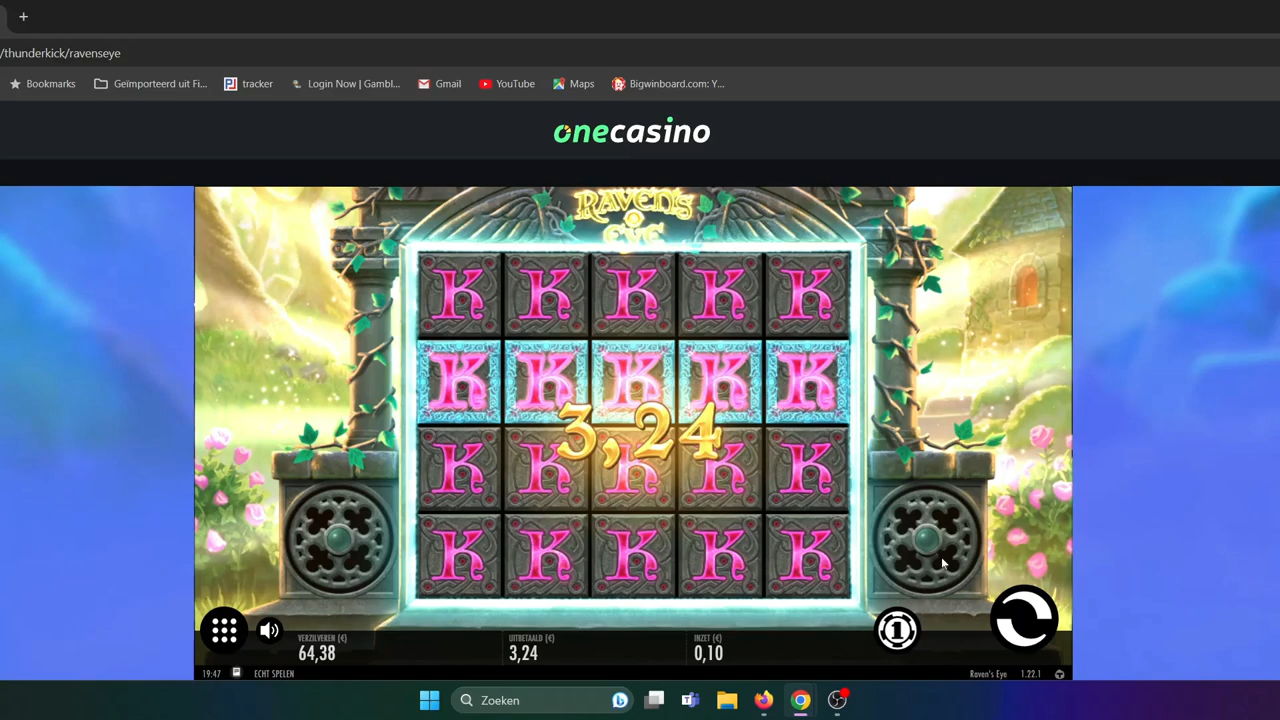 +
/thunderkick/ravenseye
Bookmarks Geïmporteerd uit Fi... tracker Login Now | Gambl... Gmail YouTube Maps Bigwinboard.com: Y...
onecasino
RAVEN'S
EYE
K K K K K
K K K K K
3,24
K K K K K
K K K K K
VERZILVEREN (€) UITBETAALD (€) INZET (€)
64,38 3,24 0,10
1
19:47 ECHT SPELEN Raven's Eye 1.22.1
Zoeken